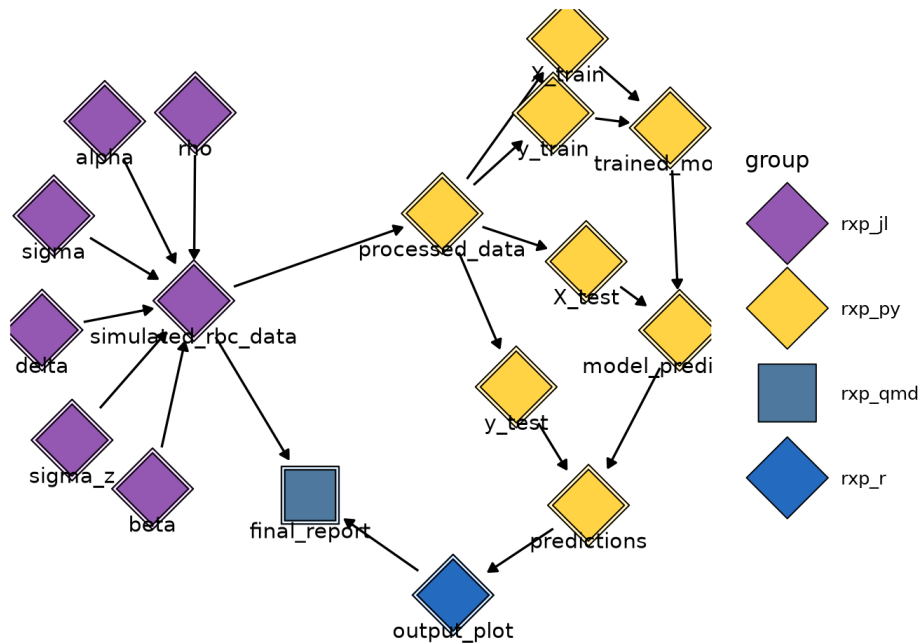 X_train
y_train
trained_mo
alpha
rho
group
rxp_jl
sigma
processed_data
X_test
rxp_py
simulated_rbc_data
delta
model_predi
rxp_qmd
y_test
sigma_z
rxp_r
beta
final_report
predictions
output_plot